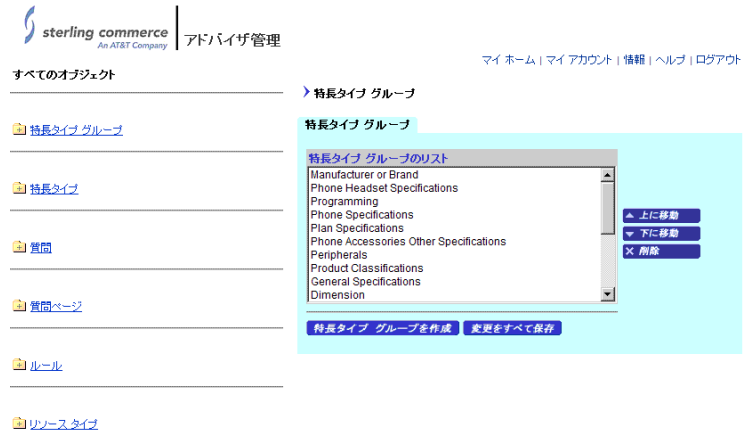 sterling commerce
An AT&T Company
アドバイザ管理
マイ ホーム | マイ アカウント | 情報 | ヘルプ | ログアウト
すべてのオブジェクト
特長タイプ グループ
特長タイプ
質問
質問ページ
ルール
リソース タイプ
特長タイプ グループ
特長タイプ グループ
特長タイプ グループのリスト
Manufacturer or Brand
Phone Headset Specifications
Programming
Phone Specifications
Plan Specifications
Phone Accessories Other Specifications
Peripherals
Product Classifications
General Specifications
Dimension
上に移動
下に移動
削除
特長タイプ グループを作成
変更をすべて保存